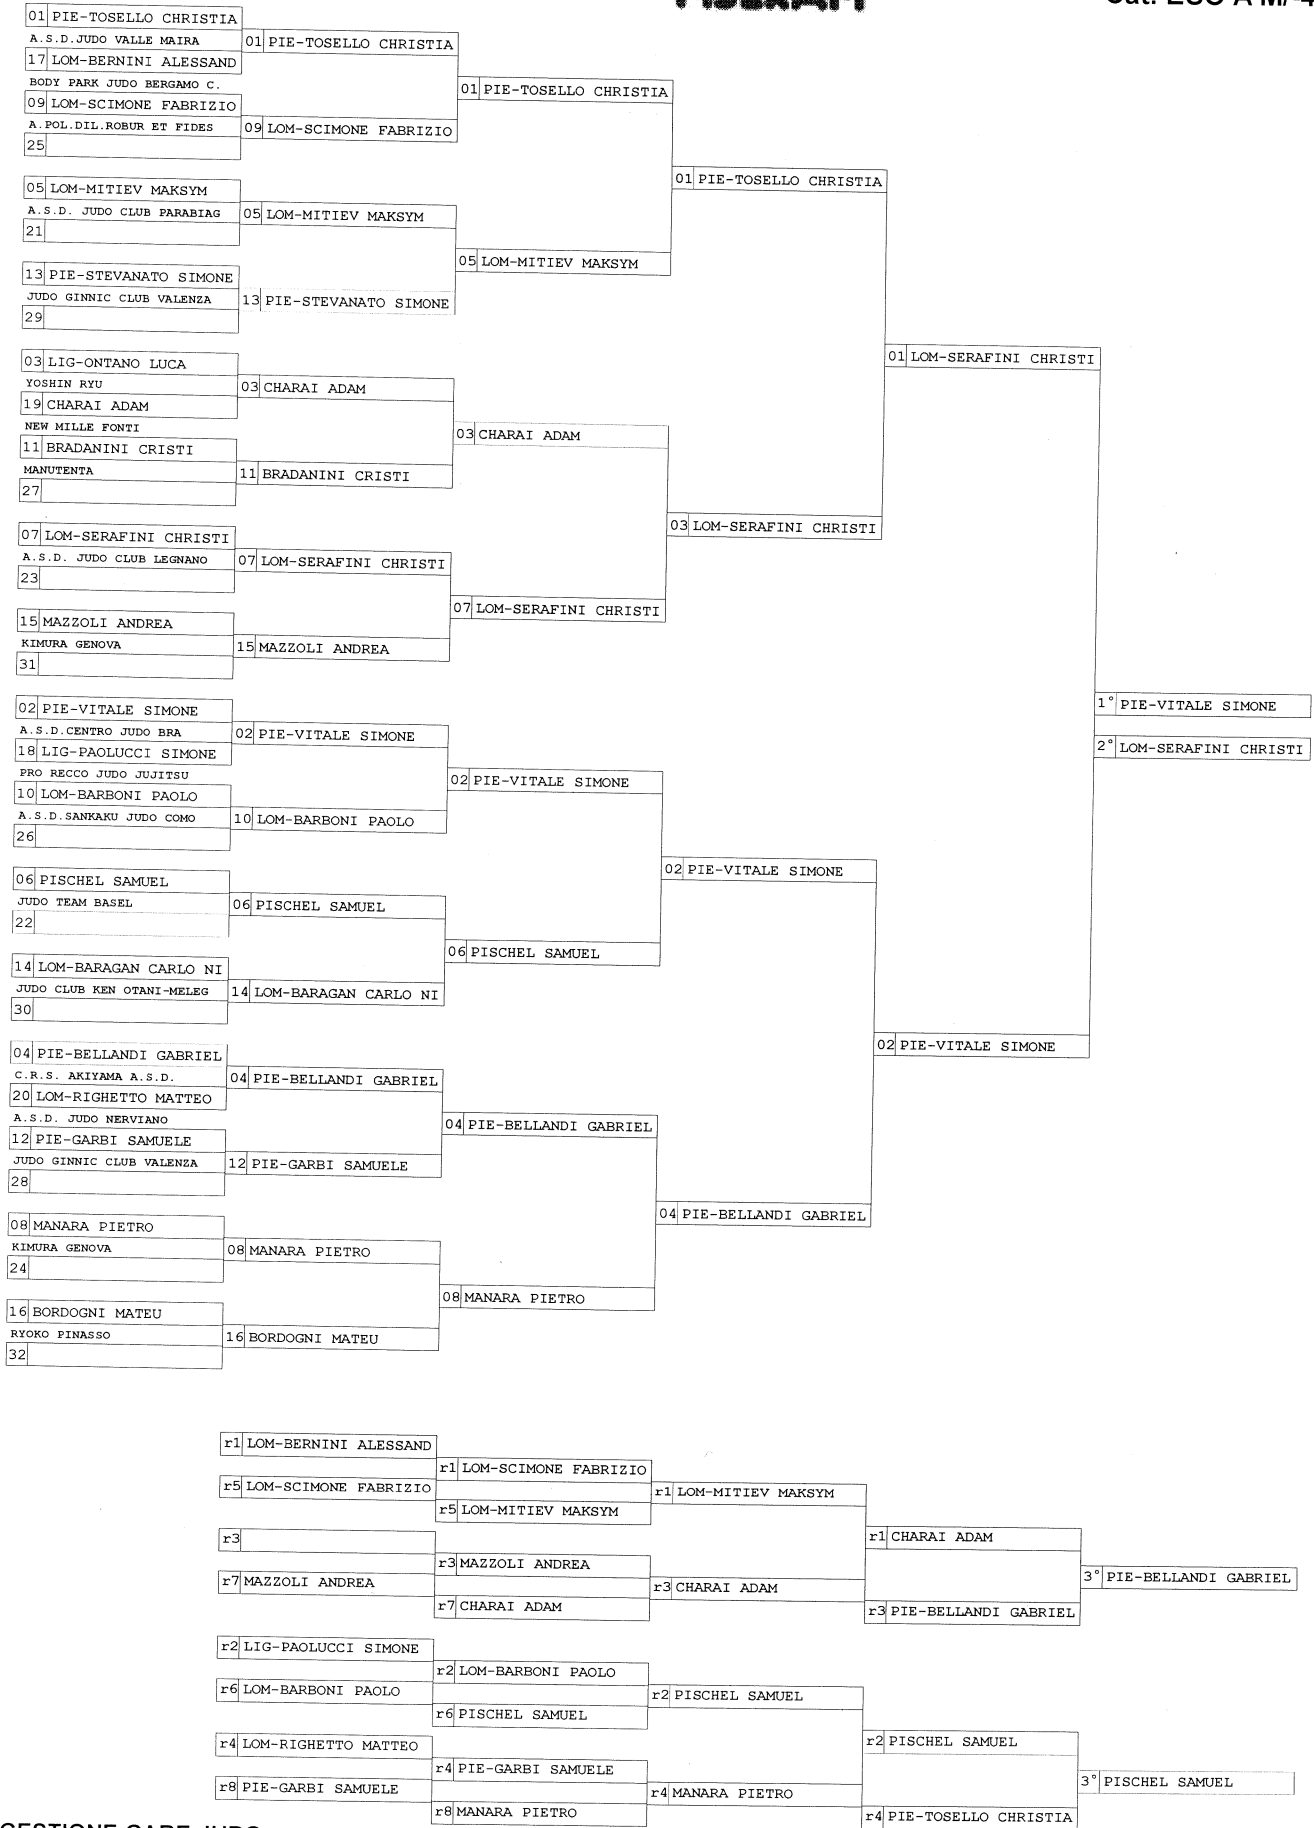 01 PIE-TOSELLO CHRISTIA
A.S.D.JUDO VALLE MAIRA
17 LOM-BERNINI ALESSAND
BODY PARK JUDO BERGAMO C.
09 LOM-SCIMONE FABRIZIO
A.POL.DIL.ROBUR ET FIDES
25
05 LOM-MITIEV MAKSYM
A.S.D. JUDO CLUB PARABIAG
21
13 PIE-STEVANATO SIMONE
JUDO GINNIC CLUB VALENZA
29
03 LIG-ONTANO LUCA
YOSHIN RYU
19 CHARAI ADAM
NEW MILLE FONTI
11 BRADANINI CRISTI
MANUTENTA
27
07 LOM-SERAFINI CHRISTI
A.S.D. JUDO CLUB LEGNANO
23
15 MAZZOLI ANDREA
KIMURA GENOVA
31
02 PIE-VITALE SIMONE
A.S.D.CENTRO JUDO BRA
18 LIG-PAOLUCCI SIMONE
PRO RECCO JUDO JUJITSU
10 LOM-BARBONI PAOLO
A.S.D.SANKAKU JUDO COMO
26
06 PISCHEL SAMUEL
JUDO TEAM BASEL
22
14 LOM-BARAGAN CARLO NI
JUDO CLUB KEN OTANI-MELEG
30
04 PIE-BELLANDI GABRIEL
C.R.S. AKIYAMA A.S.D.
20 LOM-RIGHETTO MATTEO
A.S.D. JUDO NERVIANO
12 PIE-GARBI SAMUELE
JUDO GINNIC CLUB VALENZA
28
08 MANARA PIETRO
KIMURA GENOVA
24
16 BORDOGNI MATEU
RYOKO PINASSO
32
01 PIE-TOSELLO CHRISTIA
09 LOM-SCIMONE FABRIZIO
05 LOM-MITIEV MAKSYM
13 PIE-STEVANATO SIMONE
03 CHARAI ADAM
11 BRADANINI CRISTI
07 LOM-SERAFINI CHRISTI
15 MAZZOLI ANDREA
02 PIE-VITALE SIMONE
10 LOM-BARBONI PAOLO
06 PISCHEL SAMUEL
14 LOM-BARAGAN CARLO NI
04 PIE-BELLANDI GABRIEL
12 PIE-GARBI SAMUELE
08 MANARA PIETRO
16 BORDOGNI MATEU
01 PIE-TOSELLO CHRISTIA
05 LOM-MITIEV MAKSYM
03 CHARAI ADAM
07 LOM-SERAFINI CHRISTI
02 PIE-VITALE SIMONE
06 PISCHEL SAMUEL
04 PIE-BELLANDI GABRIEL
08 MANARA PIETRO
01 PIE-TOSELLO CHRISTIA
03 LOM-SERAFINI CHRISTI
02 PIE-VITALE SIMONE
04 PIE-BELLANDI GABRIEL
01 LOM-SERAFINI CHRISTI
02 PIE-VITALE SIMONE
1° PIE-VITALE SIMONE
2° LOM-SERAFINI CHRISTI
r1 LOM-BERNINI ALESSAND
r5 LOM-SCIMONE FABRIZIO
r3
r7 MAZZOLI ANDREA
r2 LIG-PAOLUCCI SIMONE
r6 LOM-BARBONI PAOLO
r4 LOM-RIGHETTO MATTEO
r8 PIE-GARBI SAMUELE
r1 LOM-SCIMONE FABRIZIO
r5 LOM-MITIEV MAKSYM
r3 MAZZOLI ANDREA
r7 CHARAI ADAM
r2 LOM-BARBONI PAOLO
r6 PISCHEL SAMUEL
r4 PIE-GARBI SAMUELE
r8 MANARA PIETRO
r1 LOM-MITIEV MAKSYM
r3 CHARAI ADAM
r2 PISCHEL SAMUEL
r4 MANARA PIETRO
r1 CHARAI ADAM
r3 PIE-BELLANDI GABRIEL
r2 PISCHEL SAMUEL
r4 PIE-TOSELLO CHRISTIA
3° PIE-BELLANDI GABRIEL
3° PISCHEL SAMUEL